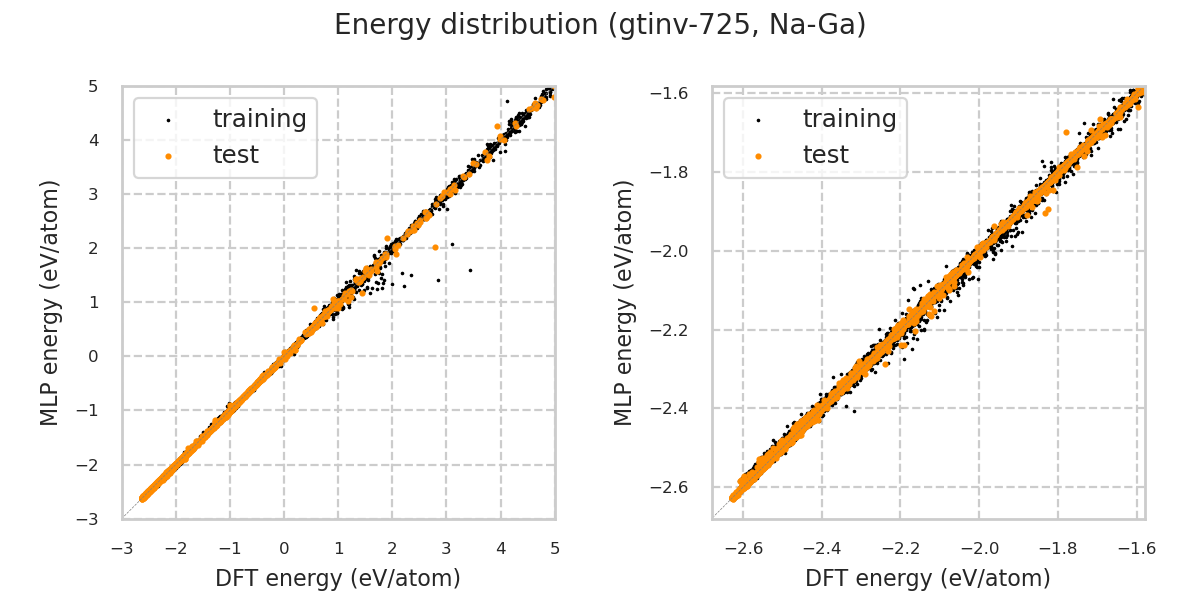 Energy distribution (gtinv-725, Na-Ga)
MLP energy (eV/atom)
5
4
3
2
1
0
−1
−2
−3
training
test
−3 −2 −1 0 1 2 3 4 5
DFT energy (eV/atom)
MLP energy (eV/atom)
−1.6
−1.8
−2.0
−2.2
−2.4
−2.6
training
test
−2.6 −2.4 −2.2 −2.0 −1.8 −1.6
DFT energy (eV/atom)